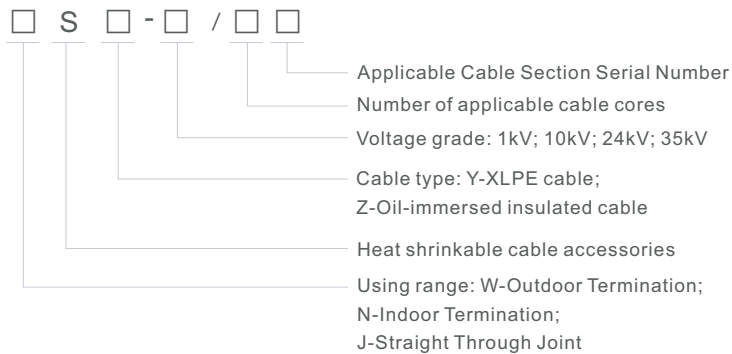 □ S □ - □ / □ □
Applicable Cable Section Serial Number
Number of applicable cable cores
Voltage grade: 1kV; 10kV; 24kV; 35kV
Cable type: Y-XLPE cable;
Z-Oil-immersed insulated cable
Heat shrinkable cable accessories
Using range: W-Outdoor Termination;
N-Indoor Termination;
J-Straight Through Joint